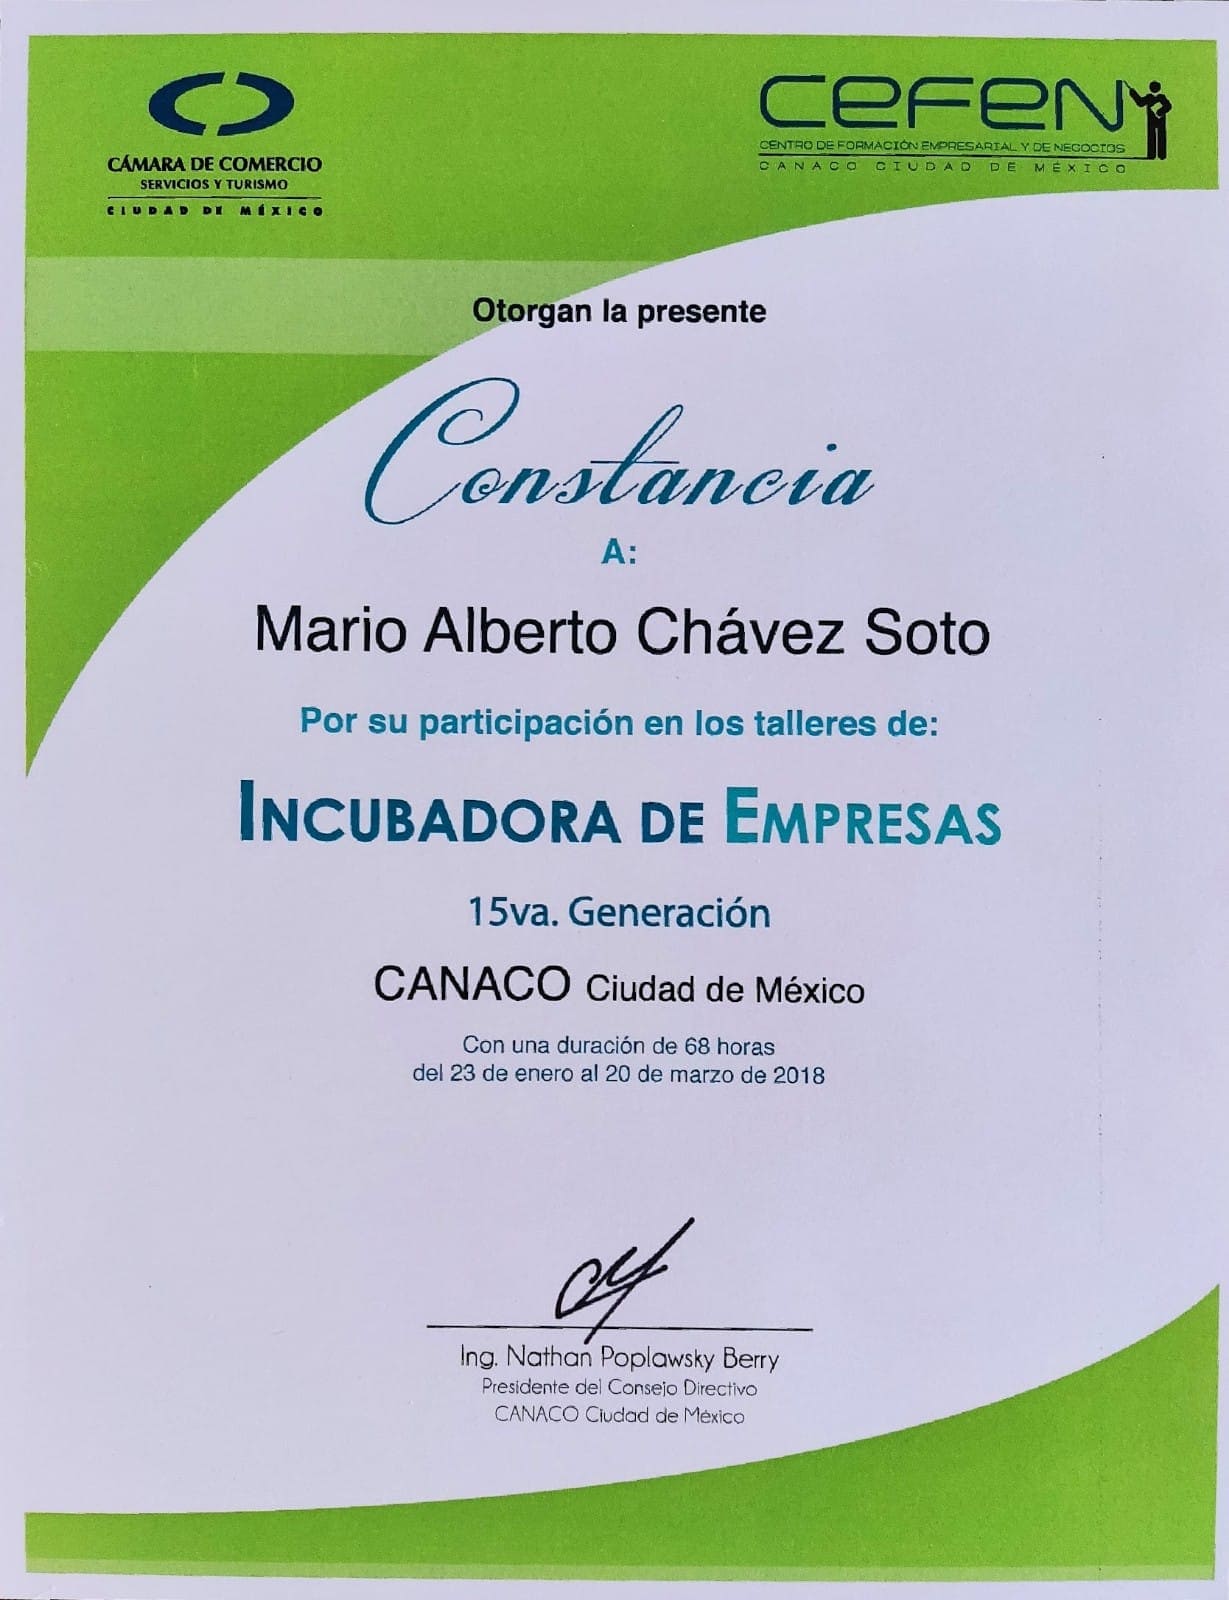 CÁMARA DE COMERCIO
SERVICIOS Y TURISMO
CIUDAD DE MÉXICO
CEFEN
CENTRO DE FORMACIÓN EMPRESARIAL Y DE NEGOCIOS
CANACO CIUDAD DE MÉXICO
Otorgan la presente
Constancia
A:
Mario Alberto Chávez Soto
Por su participación en los talleres de:
INCUBADORA DE EMPRESAS
15va. Generación
CANACO Ciudad de México
Con una duración de 68 horas
del 23 de enero al 20 de marzo de 2018
Ing. Nathan Poplawsky Berry
Presidente del Consejo Directivo
CANACO Ciudad de México